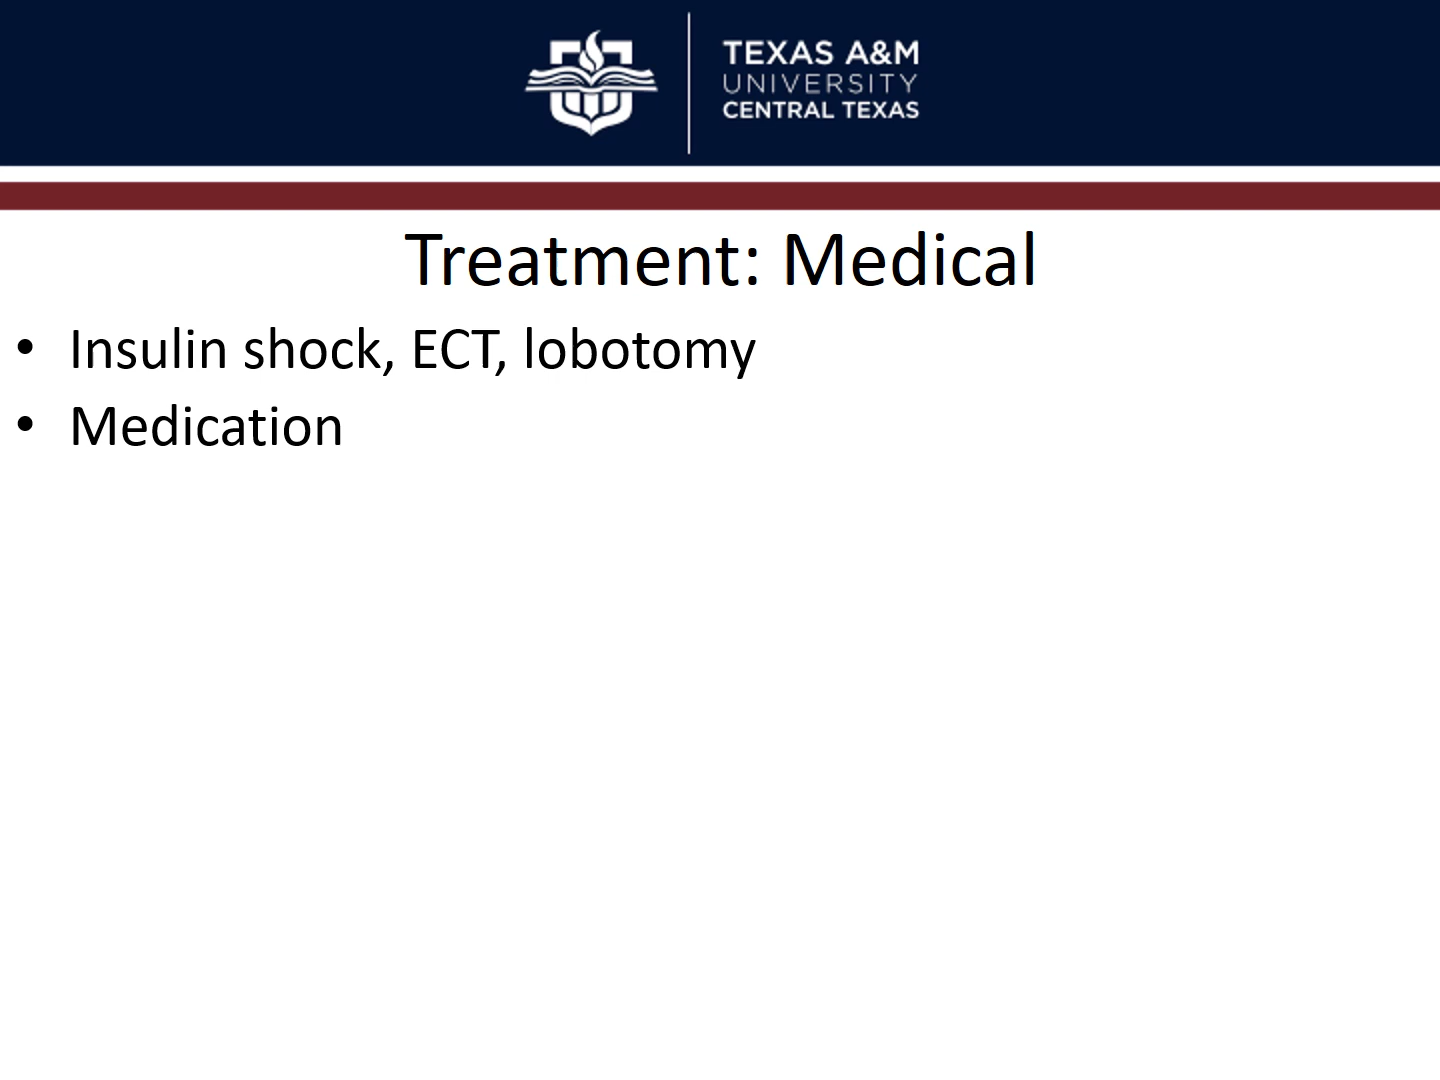 TEXAS A&M
UNIVERSITY
CENTRAL TEXAS
Treatment: Medical
• Insulin shock, ECT, lobotomy
• Medication